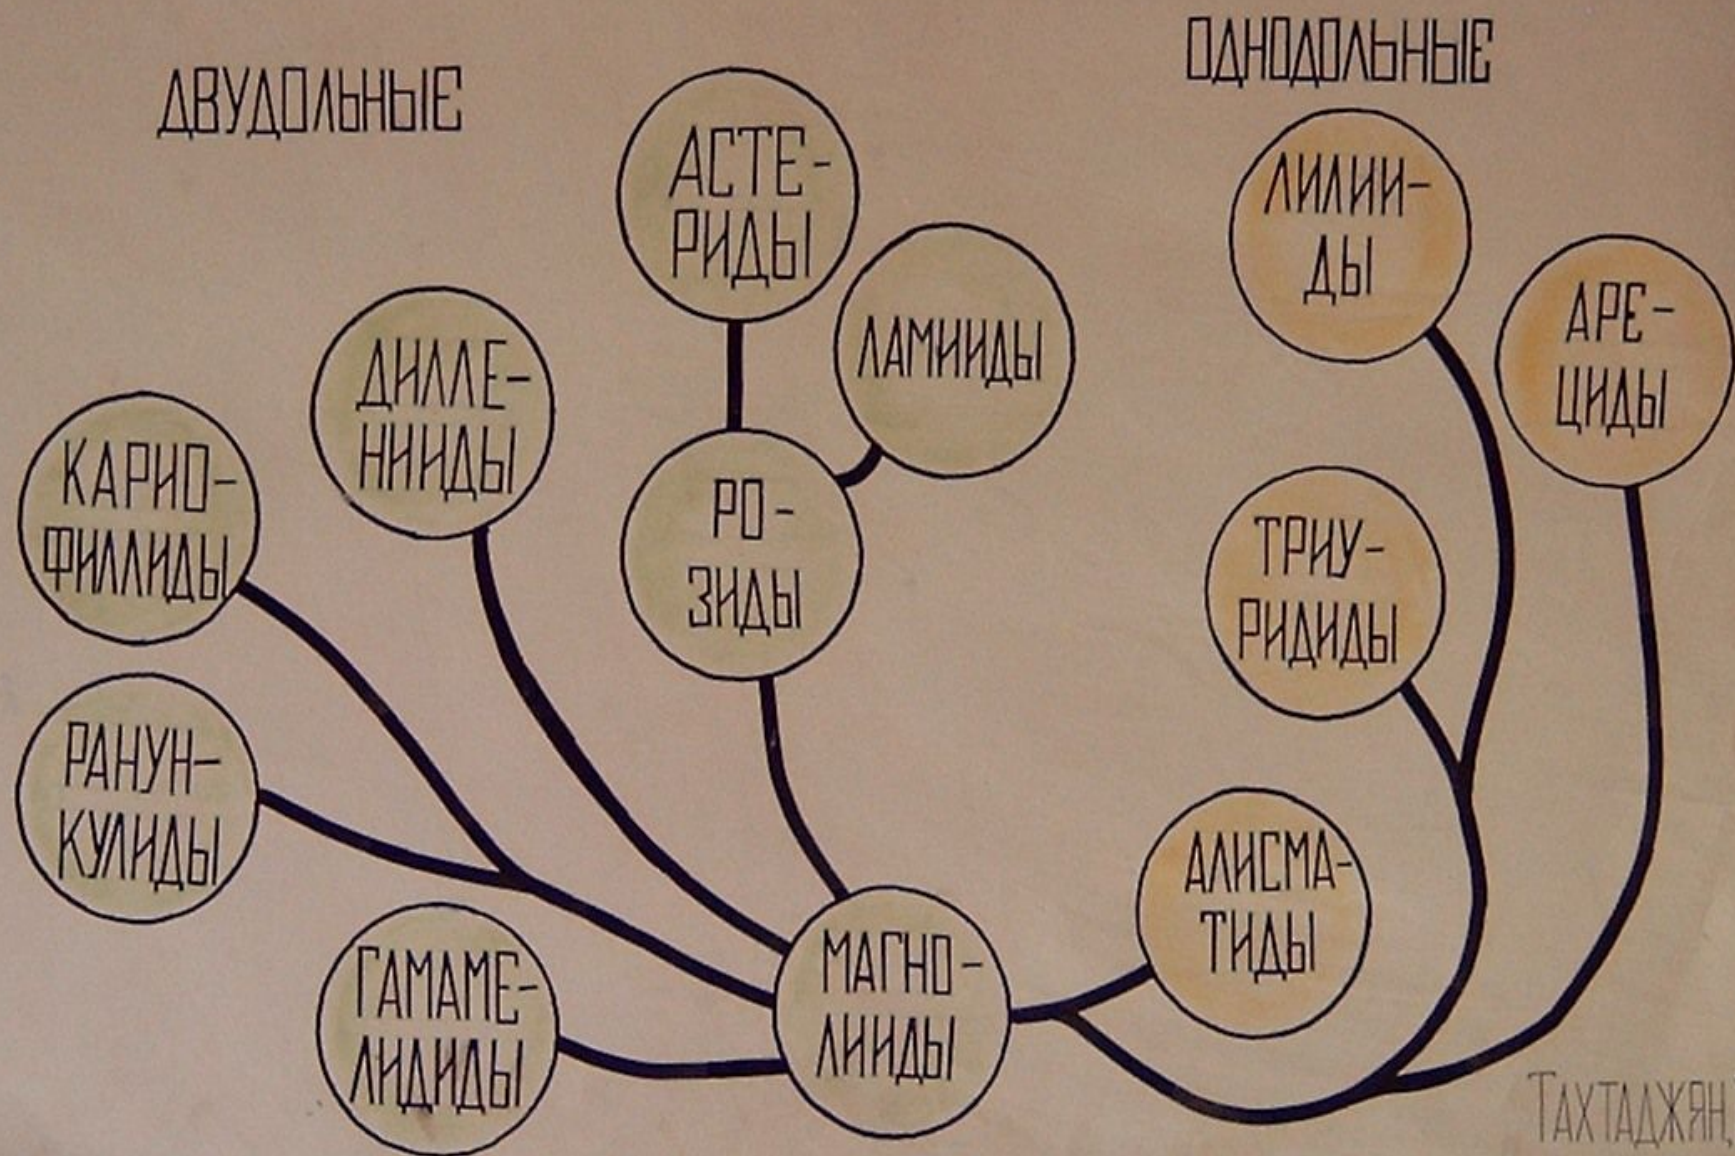 ДВУДОЛЬНЫЕ
ОДНОДОЛЬНЫЕ
АСТЕ-
РИДЫ
ЛИЛИИ-
ДЫ
ЛАМИИДЫ
АРЕ-
ЦИДЫ
ДИЛЛЕ-
НИИДЫ
КАРИО-
ФИЛЛИДЫ
РО-
ЗИДЫ
ТРИУ-
РИДИДЫ
РАНУН-
КУЛИДЫ
АЛИСМА-
ТИДЫ
ГАМАМЕ-
ЛИДИДЫ
МАГНО-
ЛИИДЫ
ТАХТАДЖЯН,